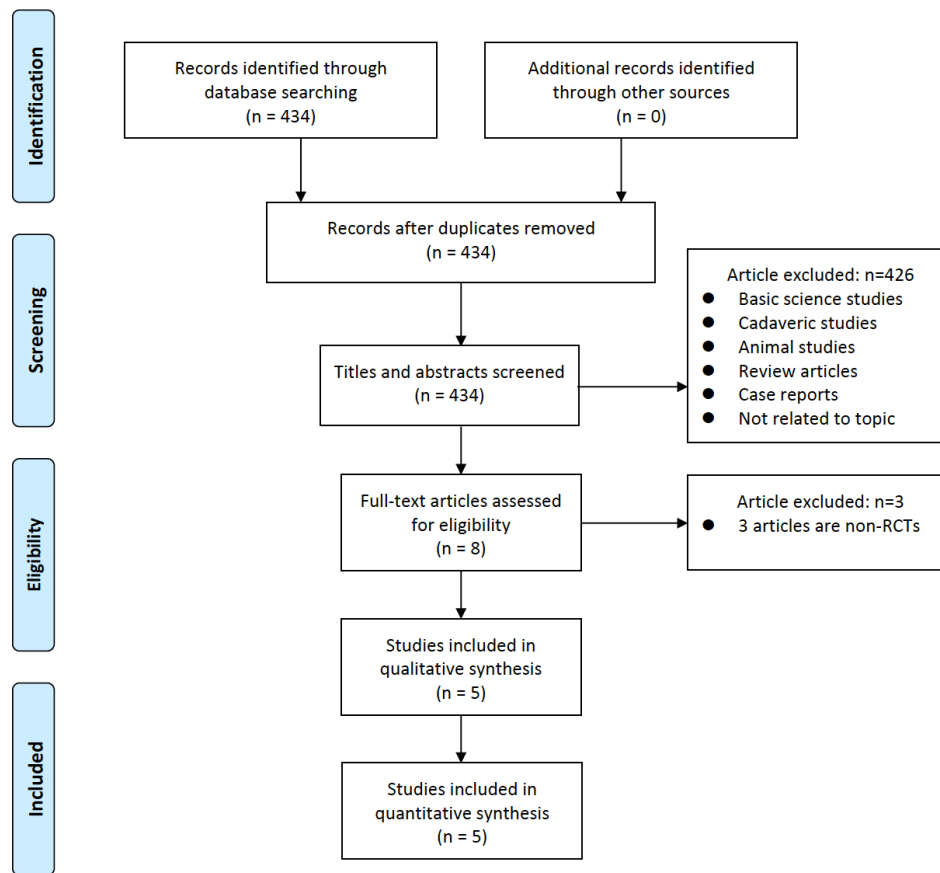 Identification
Records identified through
database searching
(n = 434)
Additional records identified
through other sources
(n = 0)
Records after duplicates removed
(n = 434)
Screening
Titles and abstracts screened
(n = 434)
Article excluded: n=426
● Basic science studies
● Cadaveric studies
● Animal studies
● Review articles
● Case reports
● Not related to topic
Eligibility
Full-text articles assessed
for eligibility
(n = 8)
Article excluded: n=3
● 3 articles are non-RCTs
Studies included in
qualitative synthesis
(n = 5)
Included
Studies included in
quantitative synthesis
(n = 5)